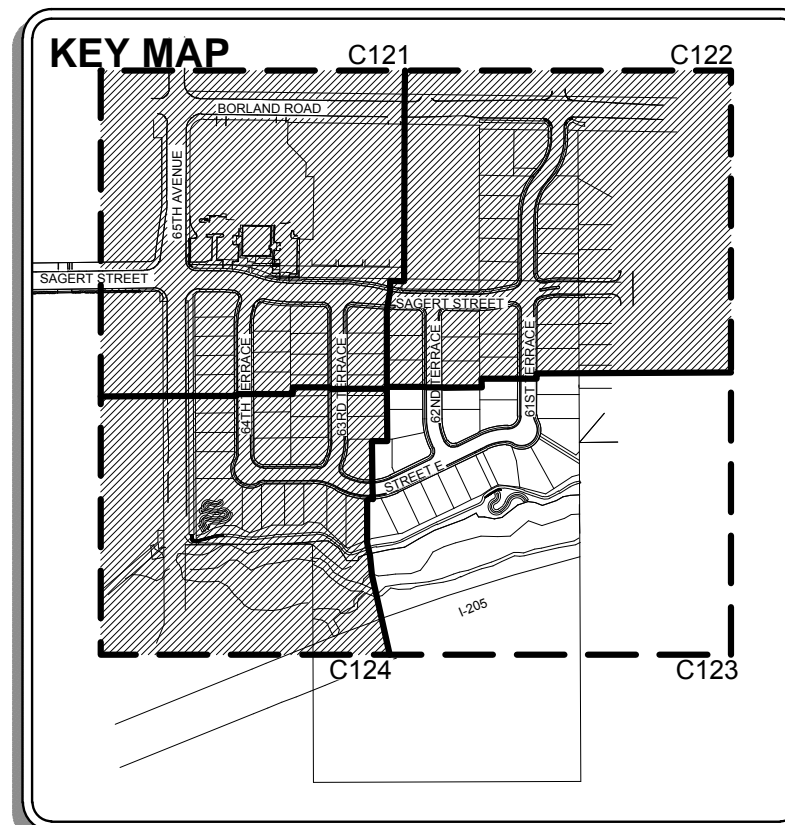 KEY MAP
C121
C122
BORLAND ROAD
65TH AVENUE
SAGERT STREET
SAGERT STREET
64TH TERRACE
63RD TERRACE
62ND TERRACE
61ST TERRACE
STREET E
I-205
C124
C123